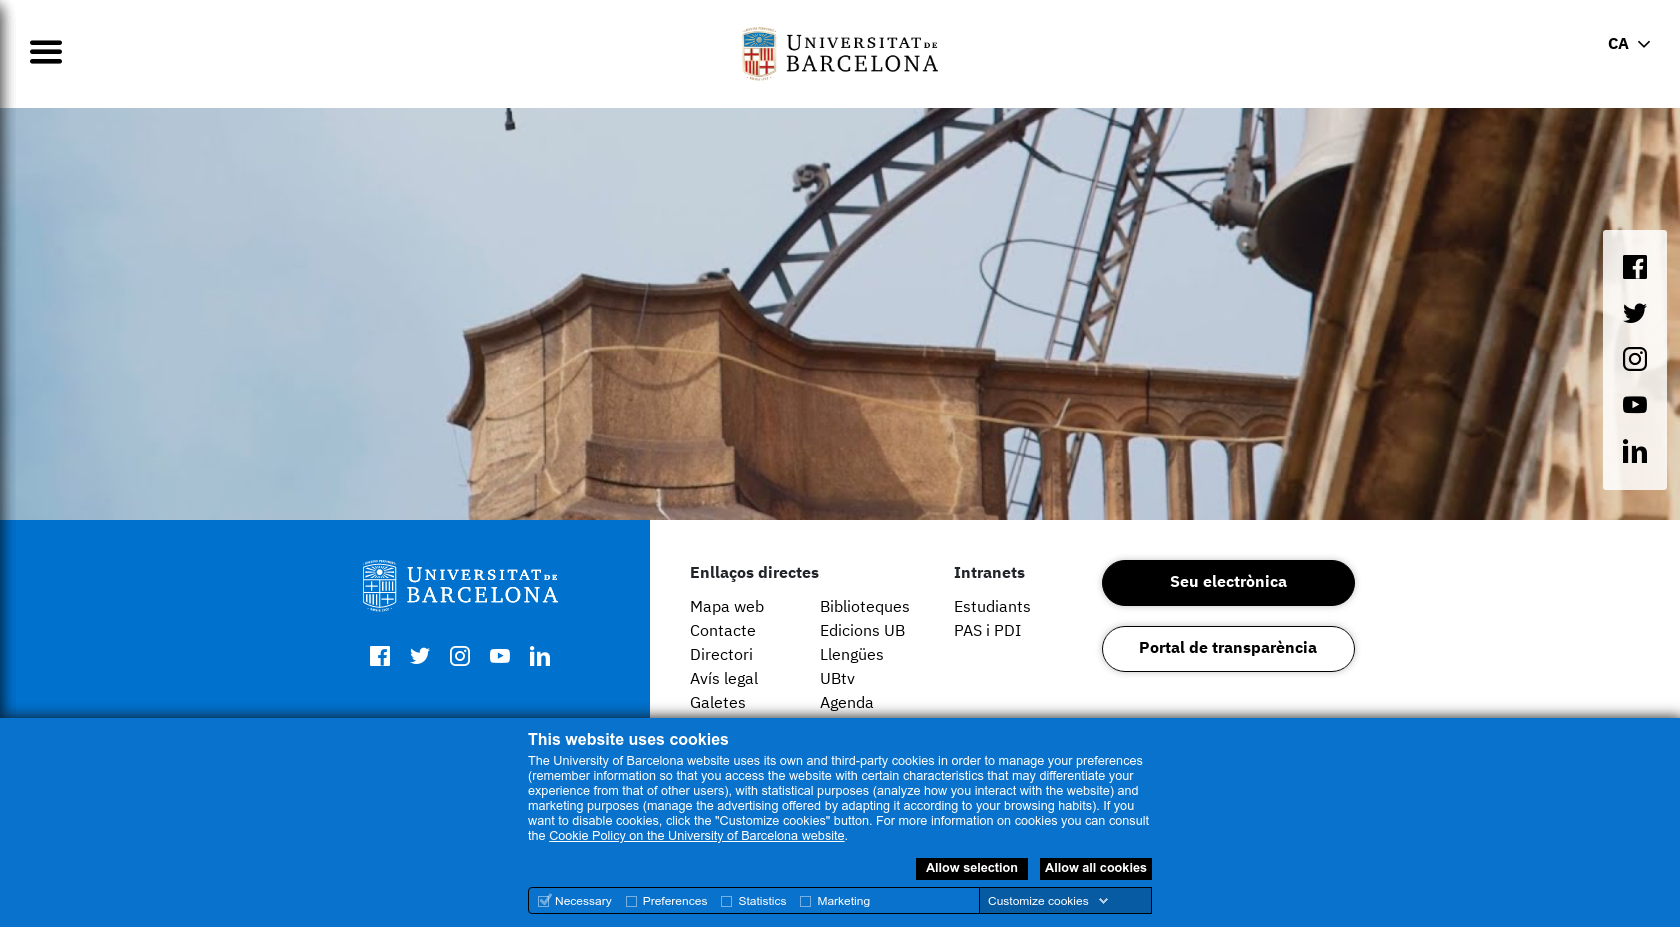 UNIVERSITAT DE
BARCELONA
CA
UNIVERSITAT DE
BARCELONA
Enllaços directes
Mapa web
Contacte
Directori
Avís legal
Galetes
Biblioteques
Edicions UB
Llengües
UBtv
Agenda
Intranets
Estudiants
PAS i PDI
Seu electrònica
Portal de transparència
This website uses cookies
The University of Barcelona website uses its own and third-party cookies in order to manage your preferences
(remember information so that you access the website with certain characteristics that may differentiate your
experience from that of other users), with statistical purposes (analyze how you interact with the website) and
marketing purposes (manage the advertising offered by adapting it according to your browsing habits). If you
want to disable cookies, click the "Customize cookies" button. For more information on cookies you can consult
the Cookie Policy on the University of Barcelona website.
Allow selection
Allow all cookies
Necessary
Preferences
Statistics
Marketing
Customize cookies